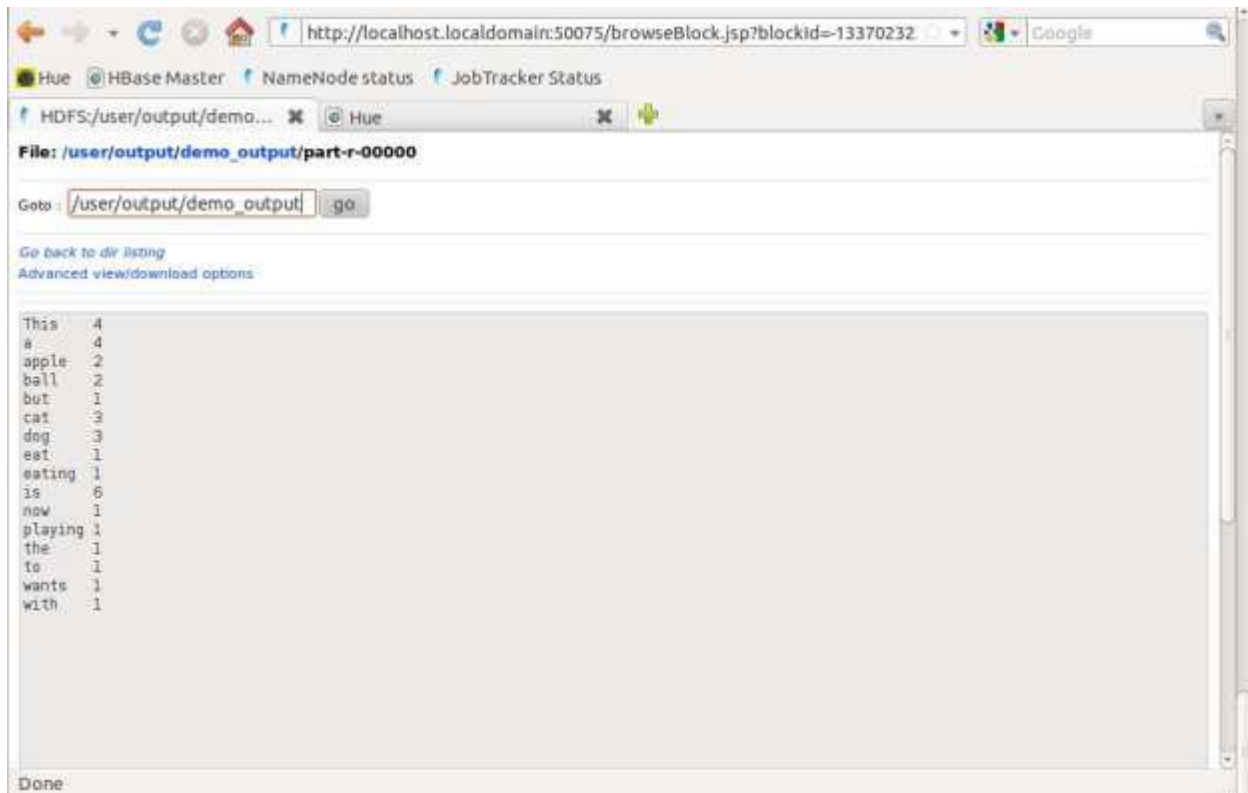 http://localhost.localdomain:50075/browseBlock.jsp?blockId=-13370232 Google
Hue HBase Master NameNode status JobTracker Status
HDFS:/user/output/demo... Hue
File: /user/output/demo_output/part-r-00000
Goto : /user/output/demo_output go
Go back to dir listing
Advanced view/download options
This 4
a 4
apple 2
ball 2
but 1
cat 3
dog 3
eat 1
eating 1
is 6
now 1
playing 1
the 1
to 1
wants 1
with 1
Done